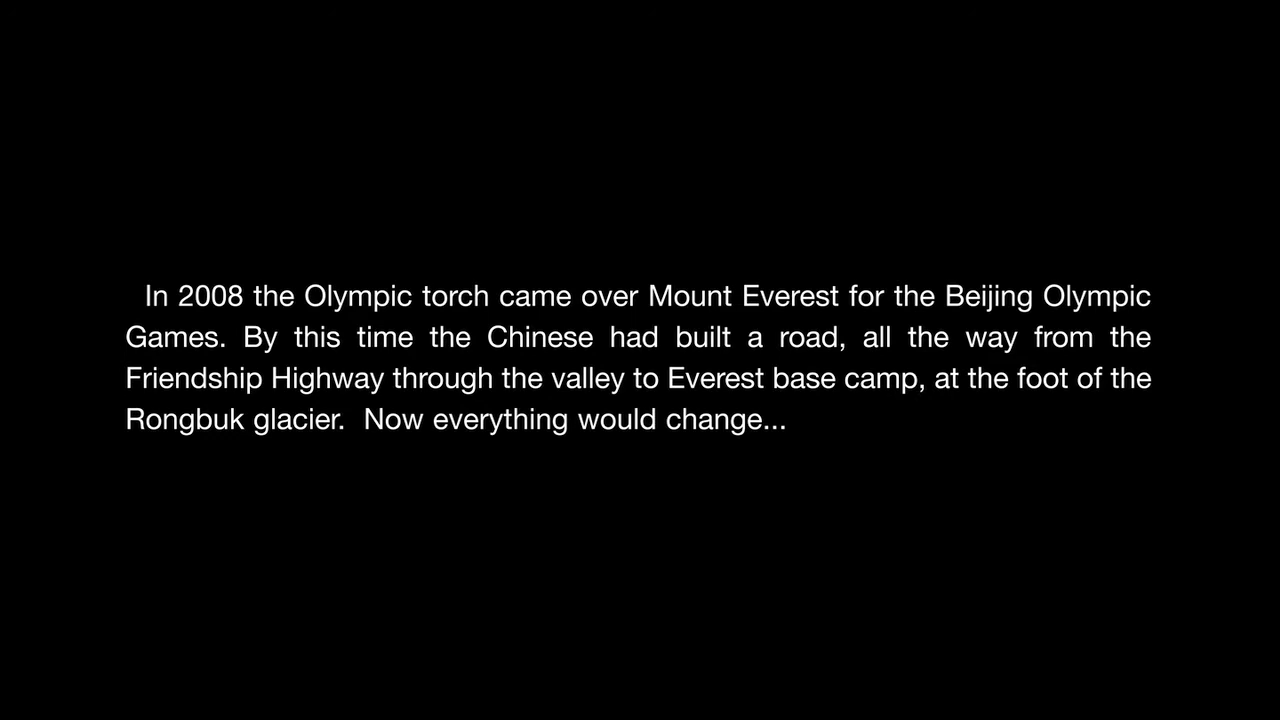 In 2008 the Olympic torch came over Mount Everest for the Beijing Olympic
Games. By this time the Chinese had built a road, all the way from the
Friendship Highway through the valley to Everest base camp, at the foot of the
Rongbuk glacier.  Now everything would change...